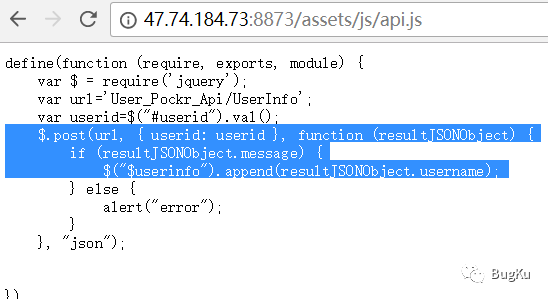 47.74.184.73:8873/assets/js/api.js
define(function (require, exports, module) {
    var $ = require('jquery');
    var url='User_Pockr_Api/UserInfo';
    var userid=$("#userid").val();
    $.post(url, { userid: userid }, function (resultJSONObject) {
        if (resultJSONObject.message) {
            $("$userinfo").append(resultJSONObject.username);
        } else {
            alert("error");
        }
    }, "json");
})
BugKu